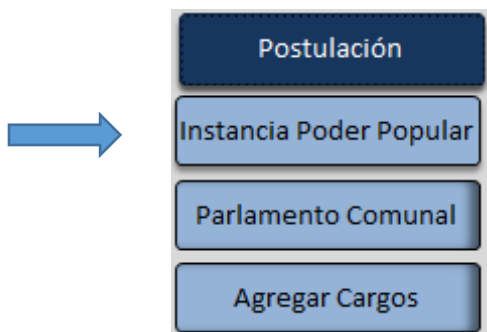 Postulación
Instancia Poder Popular
Parlamento Comunal
Agregar Cargos